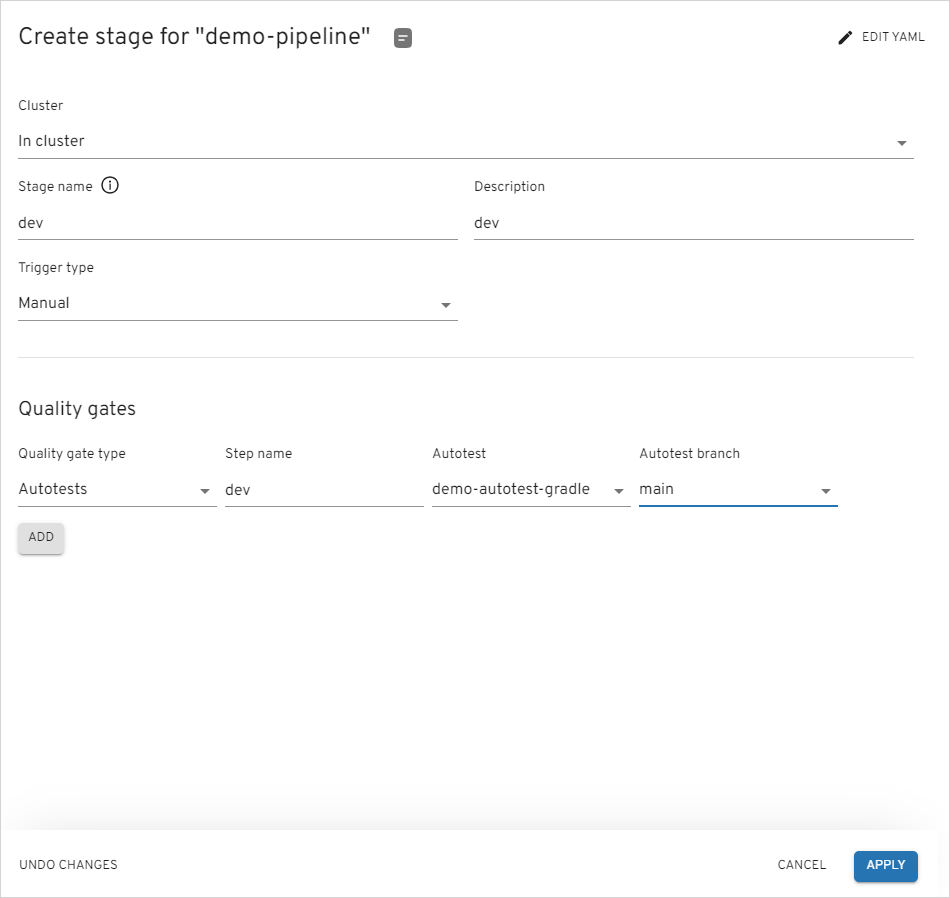 Create stage for "demo-pipeline"
EDIT YAML
Cluster
In cluster
Stage name
Description
dev
dev
Trigger type
Manual
Quality gates
Quality gate type
Step name
Autotest
Autotest branch
Autotests
dev
demo-autotest-gradle
main
ADD
UNDO CHANGES
CANCEL
APPLY